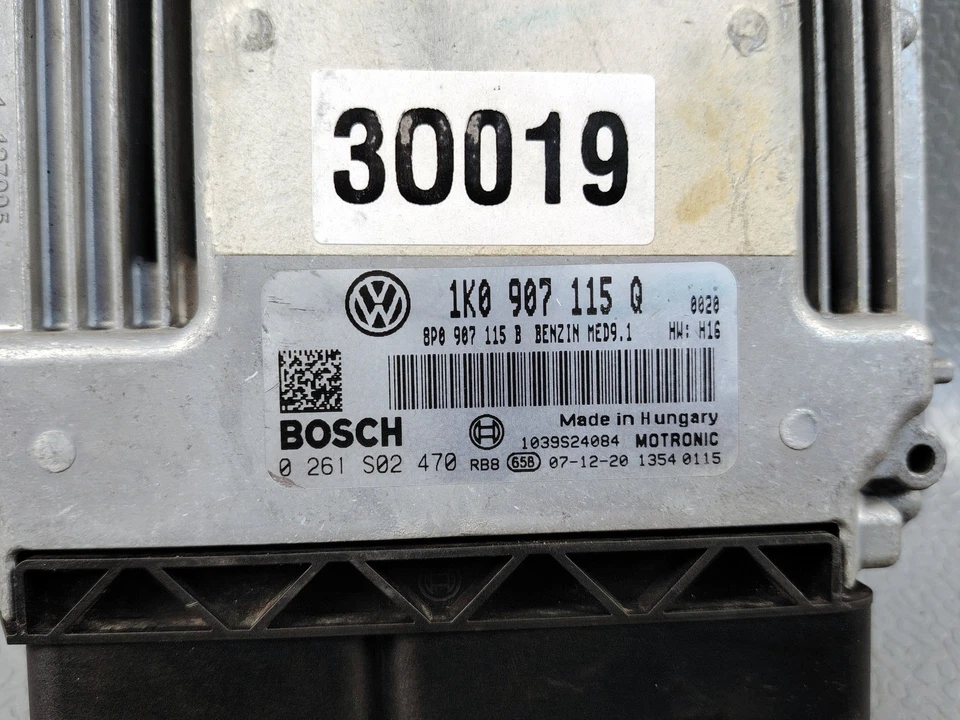 30019
1K0 907 115 Q 0020
8P0 907 115 B BENZIN MED9.1 HW: H16
Made in Hungary
BOSCH 1039S24084 MOTRONIC
0 261 S02 470 RB8 658 07-12-20 1354 0115